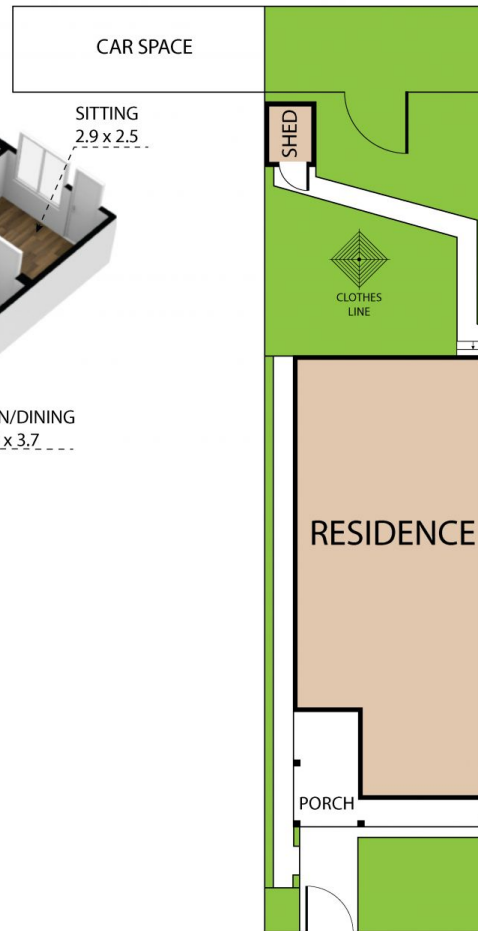 CAR SPACE
SITTING
2.9 x 2.5
SHED
CLOTHES
LINE
N/DINING
x 3.7
RESIDENCE
PORCH